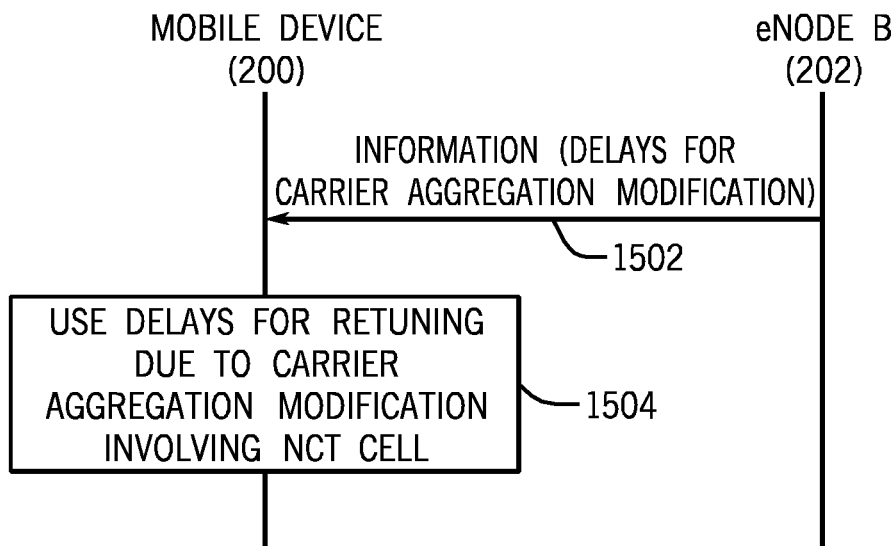 MOBILE DEVICE
(200)
eNODE B
(202)
INFORMATION (DELAYS FOR
CARRIER AGGREGATION MODIFICATION)
1502
USE DELAYS FOR RETUNING
DUE TO CARRIER
AGGREGATION MODIFICATION
INVOLVING NCT CELL
1504